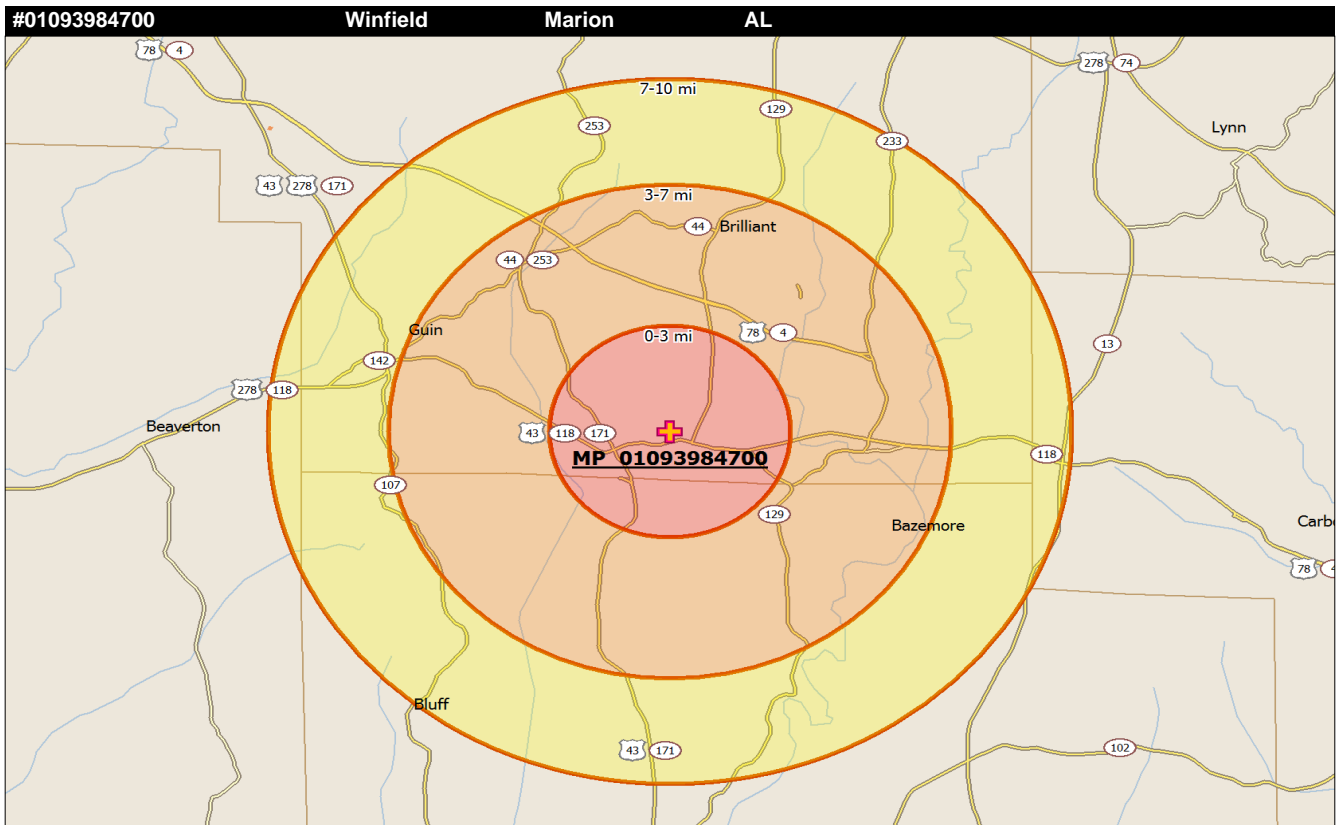 #01093984700 Winfield Marion AL
78 4
278 74
7-10 mi
129
253
Lynn
233
43 278 171
3-7 mi
44 Brilliant
44 253
Guin
78 4
0-3 mi
13
142
278 118
Beaverton
43 118 171
118
MP 01093984700
107
129
Bazemore
78
Bluff
43 171
102